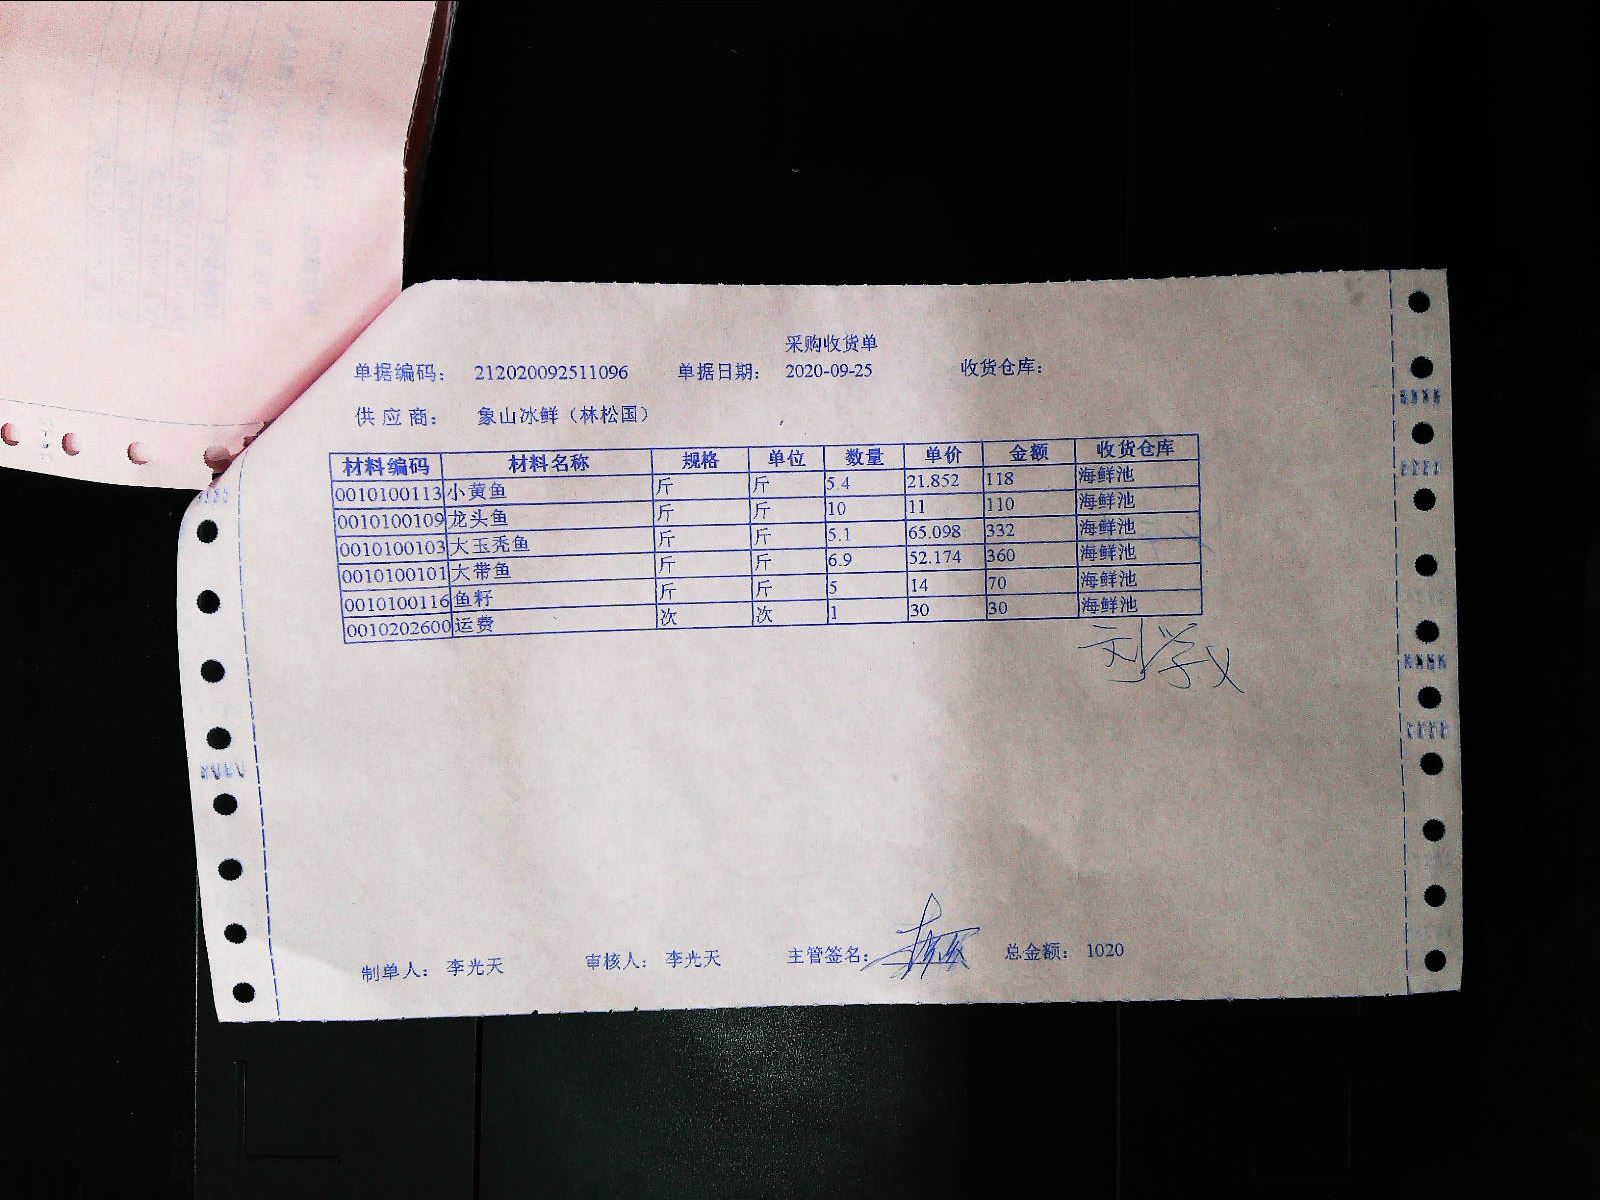 采购收货单
单据编码： 212020092511096 单据日期： 2020-09-25 收货仓库：
供 应 商： 象山冰鲜（林松国）
材料编码 材料名称 规格 单位 数量 单价 金额 收货仓库
0010100113 小黄鱼 斤 斤 5.4 21.852 118 海鲜池
0010100109 龙头鱼 斤 斤 10 11 110 海鲜池
0010100103 大玉秃鱼 斤 斤 5.1 65.098 332 海鲜池
0010100101 大带鱼 斤 斤 6.9 52.174 360 海鲜池
0010100116 鱼籽 斤 斤 5 14 70 海鲜池
0010202600 运费 次 次 1 30 30 海鲜池
刘学义
制单人： 李光天 审核人： 李光天 主管签名： 总金额： 1020